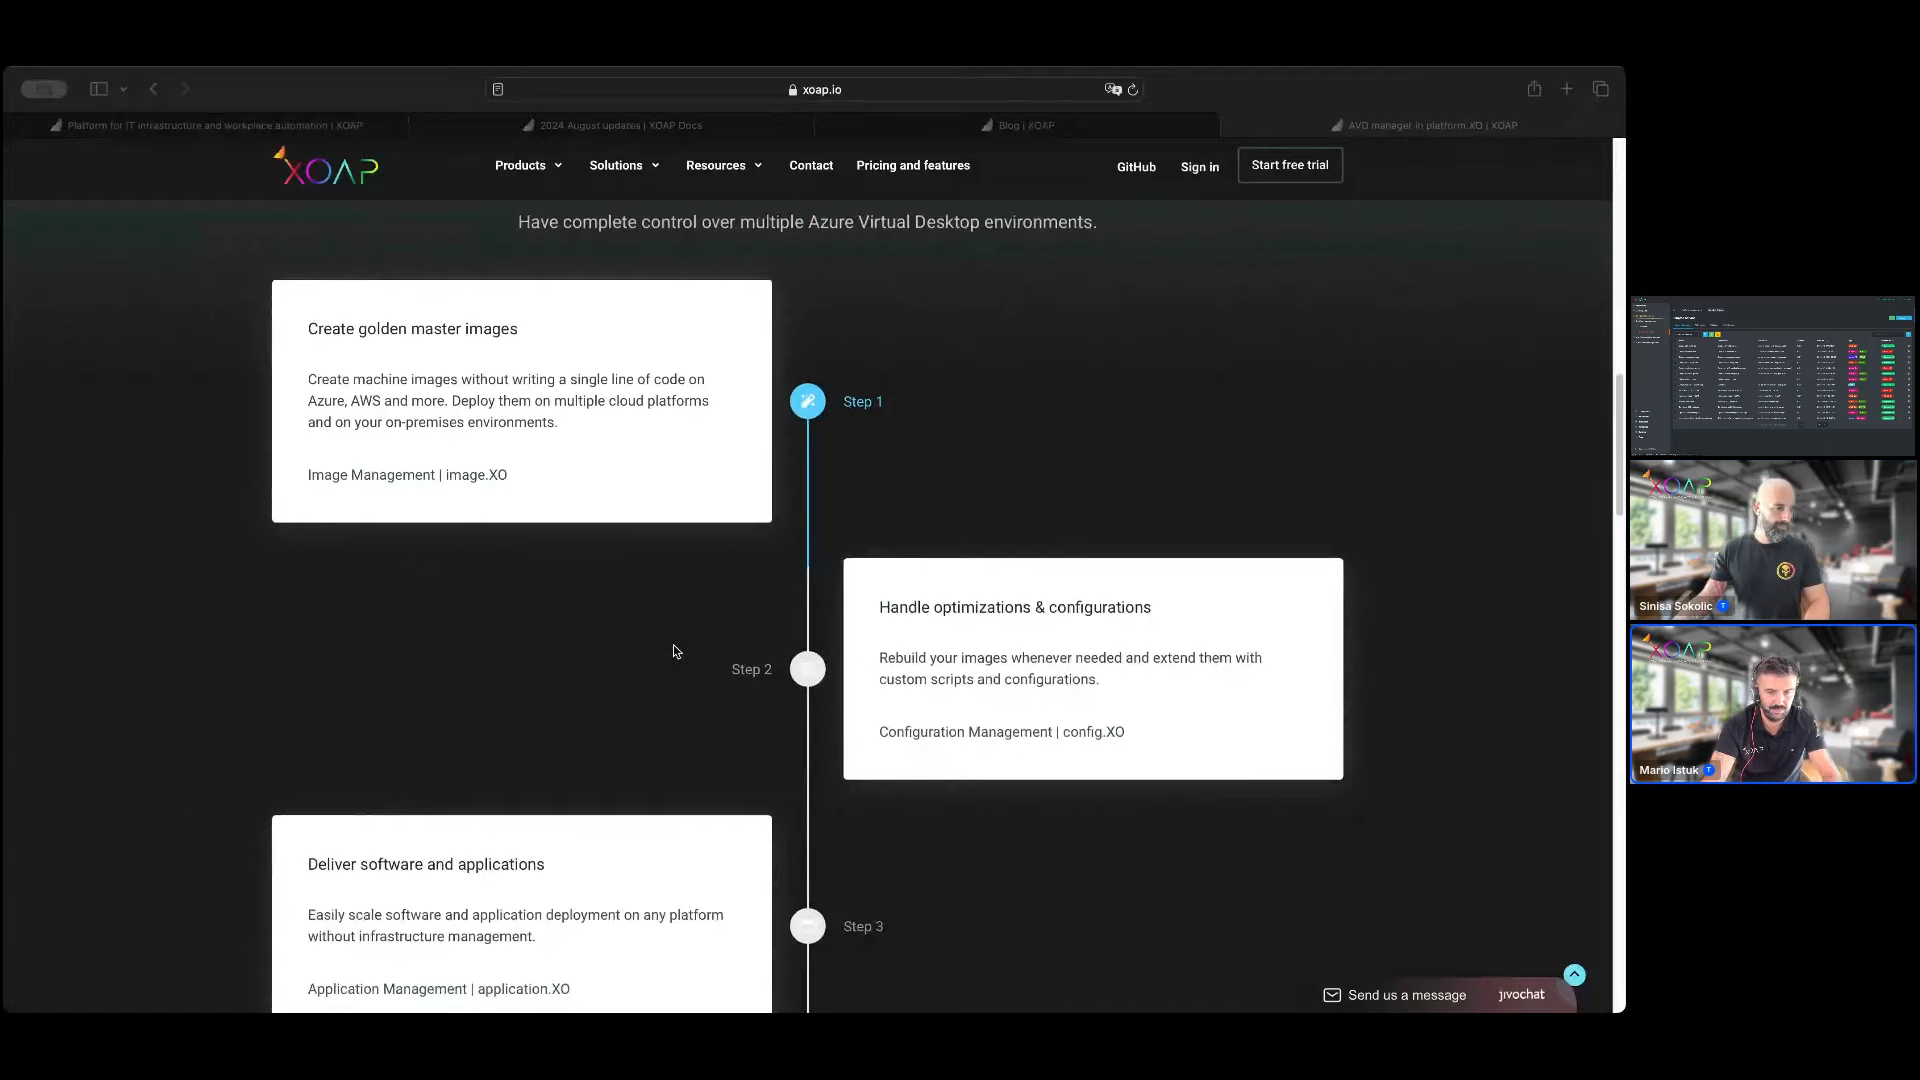 xoap.io
Platform for IT infrastructure and workplace automation | XOAP
2024 August updates | XOAP Docs
Blog | XOAP
AVD manager in platform.XO | XOAP
XOAP
Products
Solutions
Resources
Contact
Pricing and features
GitHub
Sign in
Start free trial
Have complete control over multiple Azure Virtual Desktop environments.
Create golden master images
Create machine images without writing a single line of code on
Azure, AWS and more. Deploy them on multiple cloud platforms
and on your on-premises environments.
Image Management | image.XO
Step 1
Handle optimizations & configurations
Rebuild your images whenever needed and extend them with
custom scripts and configurations.
Configuration Management | config.XO
Step 2
Deliver software and applications
Easily scale software and application deployment on any platform
without infrastructure management.
Application Management | application.XO
Step 3
Send us a message
jivochat
XOAP
Sinisa Sokolic
T
XOAP
XOAP
Mario Istuk
T